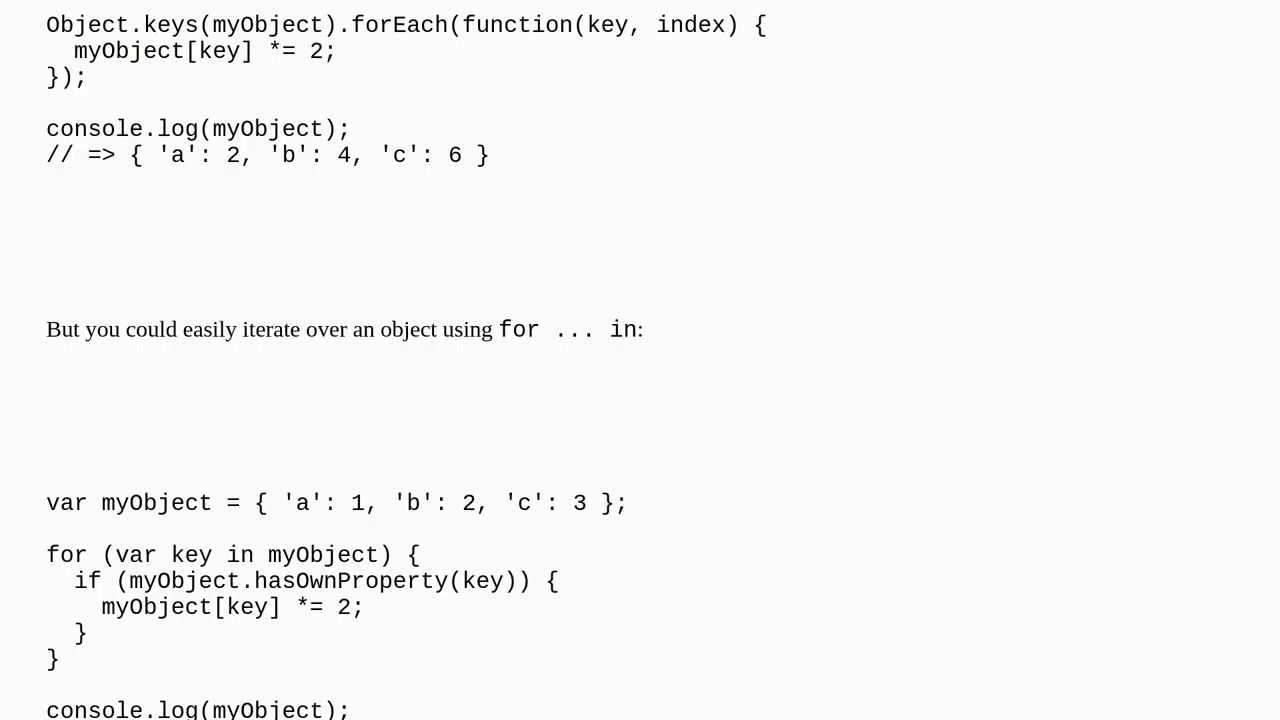 Object.keys(myObject).forEach(function(key, index) {
  myObject[key] *= 2;
});
console.log(myObject);
// => { 'a': 2, 'b': 4, 'c': 6 }
But you could easily iterate over an object using for ... in:
var myObject = { 'a': 1, 'b': 2, 'c': 3 };
for (var key in myObject) {
  if (myObject.hasOwnProperty(key)) {
    myObject[key] *= 2;
  }
}
console.log(myObject);